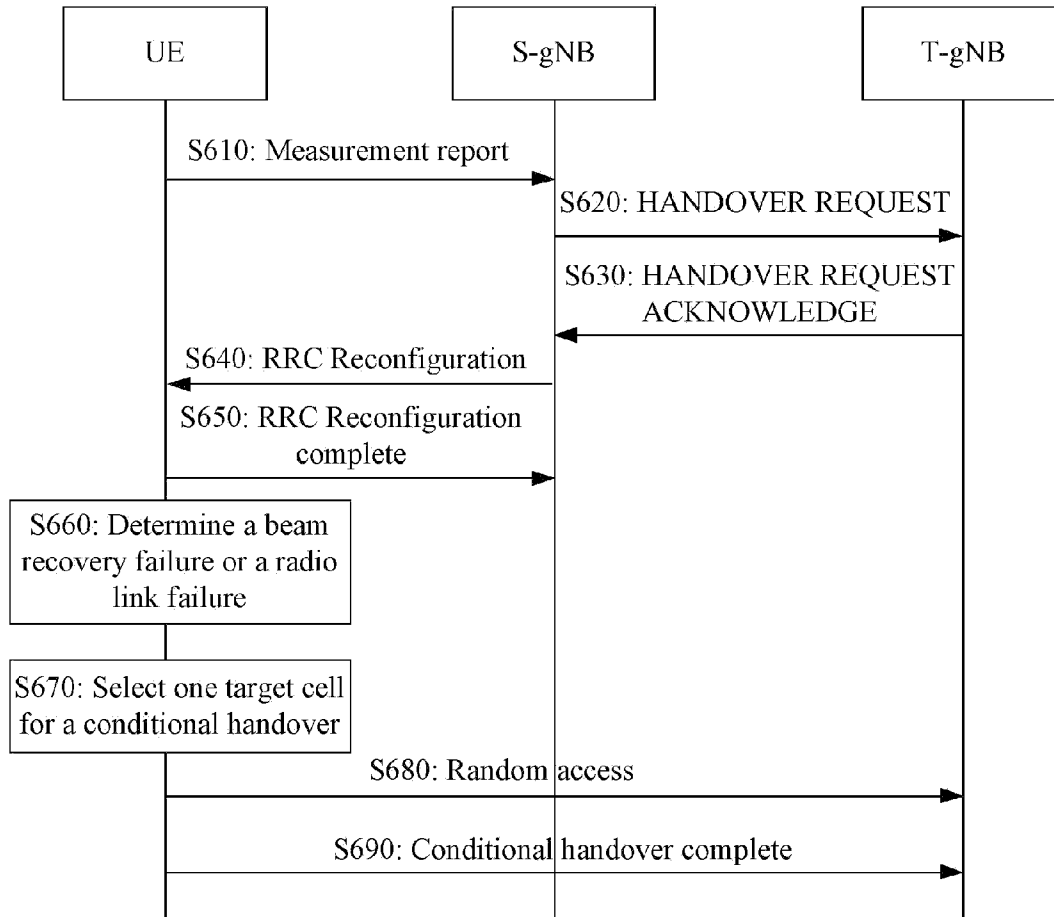 UE
S-gNB
T-gNB
S610: Measurement report
S620: HANDOVER REQUEST
S630: HANDOVER REQUEST
ACKNOWLEDGE
S640: RRC Reconfiguration
S650: RRC Reconfiguration
complete
S660: Determine a beam
recovery failure or a radio
link failure
S670: Select one target cell
for a conditional handover
S680: Random access
S690: Conditional handover complete